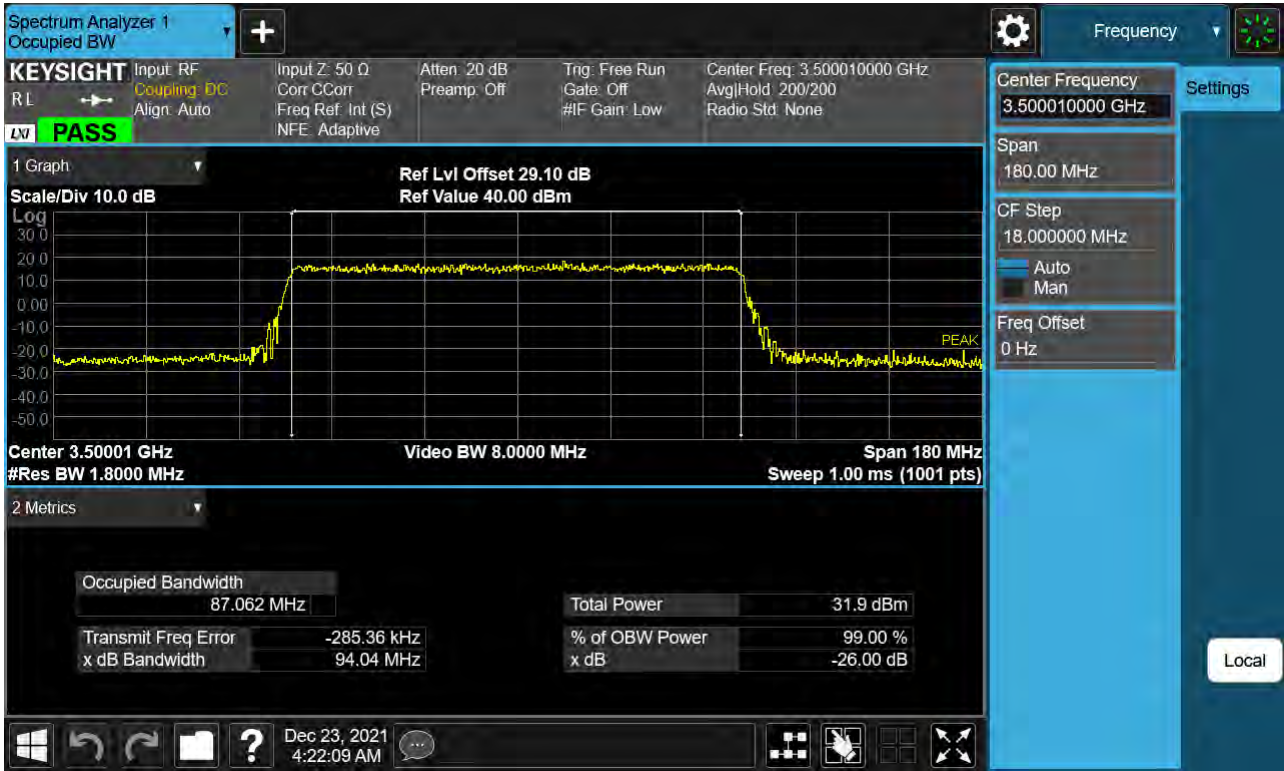 Spectrum Analyzer 1
Occupied BW
+
Frequency
KEYSIGHT
R L
LXI PASS
Input: RF
Coupling: DC
Align: Auto
Input Z: 50 Ω
Corr CCorr
Freq Ref: Int (S)
NFE: Adaptive
Atten: 20 dB
Preamp: Off
Trig: Free Run
Gate: Off
#IF Gain: Low
Center Freq: 3.500010000 GHz
Avg|Hold: 200/200
Radio Std: None
Center Frequency
3.500010000 GHz
Settings
Span
180.00 MHz
CF Step
18.000000 MHz
Auto
Man
Freq Offset
0 Hz
1 Graph
Scale/Div 10.0 dB
Ref Lvl Offset 29.10 dB
Ref Value 40.00 dBm
Log
30.0
20.0
10.0
0.00
-10.0
-20.0
-30.0
-40.0
-50.0
PEAK
Center 3.50001 GHz
Video BW 8.0000 MHz
Span 180 MHz
#Res BW 1.8000 MHz
Sweep 1.00 ms (1001 pts)
2 Metrics
Occupied Bandwidth
87.062 MHz
Total Power 31.9 dBm
Transmit Freq Error -285.36 kHz
% of OBW Power 99.00 %
x dB Bandwidth 94.04 MHz
x dB -26.00 dB
Local
?
Dec 23, 2021
4:22:09 AM